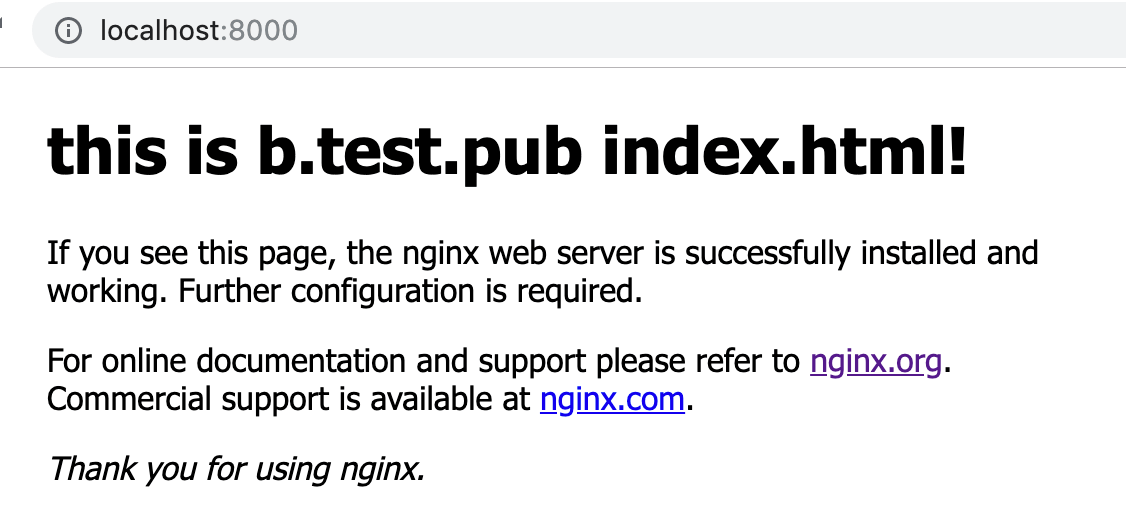 localhost:8000
this is b.test.pub index.html!
If you see this page, the nginx web server is successfully installed and
working. Further configuration is required.
For online documentation and support please refer to nginx.org.
Commercial support is available at nginx.com.
Thank you for using nginx.